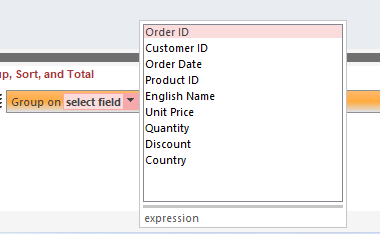 Order ID
Customer ID
Order Date
up, Sort, and Total
Product ID
Group on select field
English Name
Unit Price
Quantity
Discount
Country
expression